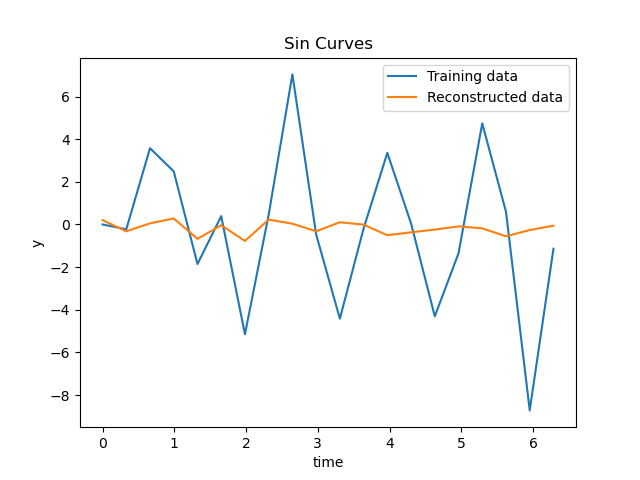 Sin Curves
Training data
Reconstructed data
6
4
2
0
−2
−4
−6
−8
y
0 1 2 3 4 5 6
time